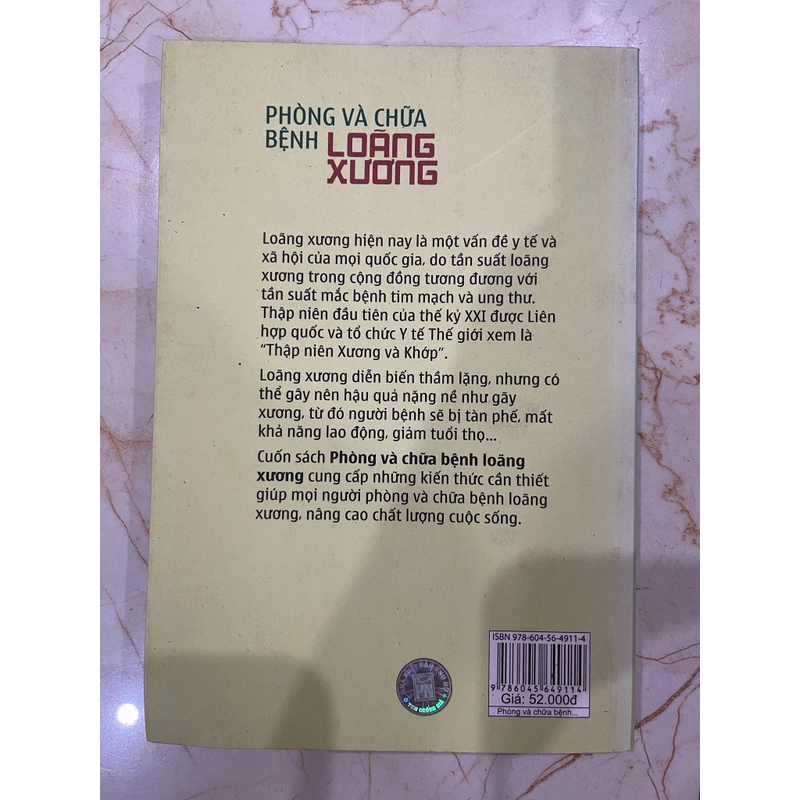 PHÒNG VÀ CHỮA
BỆNH LOÃNG
XƯƠNG
Loãng xương hiện nay là một vấn đề y tế và
xã hội của mọi quốc gia, do tần suất loãng
xương trong cộng đồng tương đương với
tần suất mắc bệnh tim mạch và ung thư.
Thập niên đầu tiên của thế kỷ XXI được Liên
hợp quốc và tổ chức Y tế Thế giới xem là
“Thập niên Xương và Khớp”.
Loãng xương diễn biến thầm lặng, nhưng có
thể gây nên hậu quả nặng nề như gãy
xương, từ đó người bệnh sẽ bị tàn phế, mất
khả năng lao động, giảm tuổi thọ...
Cuốn sách Phòng và chữa bệnh loãng
xương cung cấp những kiến thức cần thiết
giúp mọi người phòng và chữa bệnh loãng
xương, nâng cao chất lượng cuộc sống.
ISBN 978-604-56-4911-4
9 786045 649114
Giá: 52.000đ
Phòng và chữa bệnh...
TEM CHỐNG GIẢ